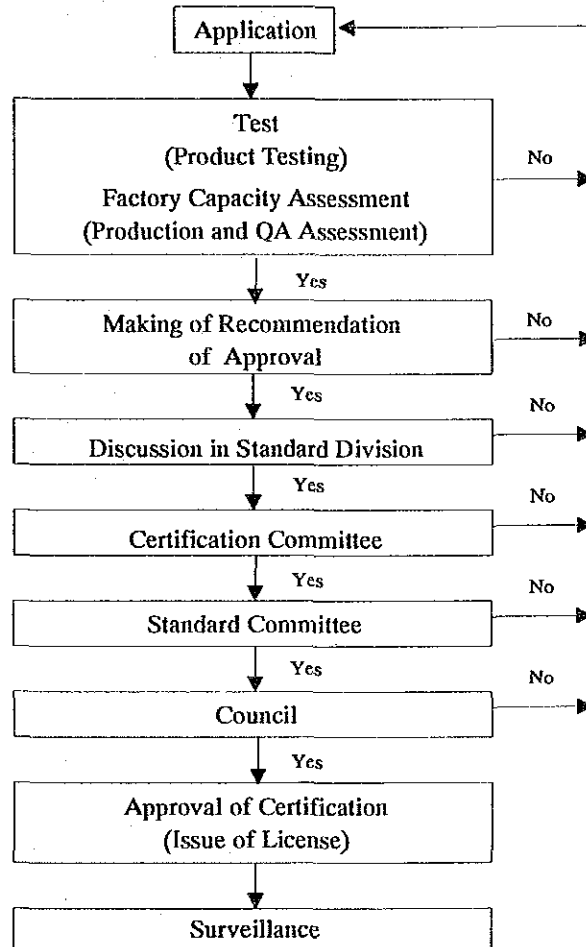 Application
Test
(Product Testing)
No
Factory Capacity Assessment
(Production and QA Assessment)
Yes
Making of Recommendation
of Approval
No
Yes
No
Discussion in Standard Division
Yes
No
Certification Committee
Yes
No
Standard Committee
Yes
No
Council
Yes
Approval of Certification
(Issue of License)
Surveillance